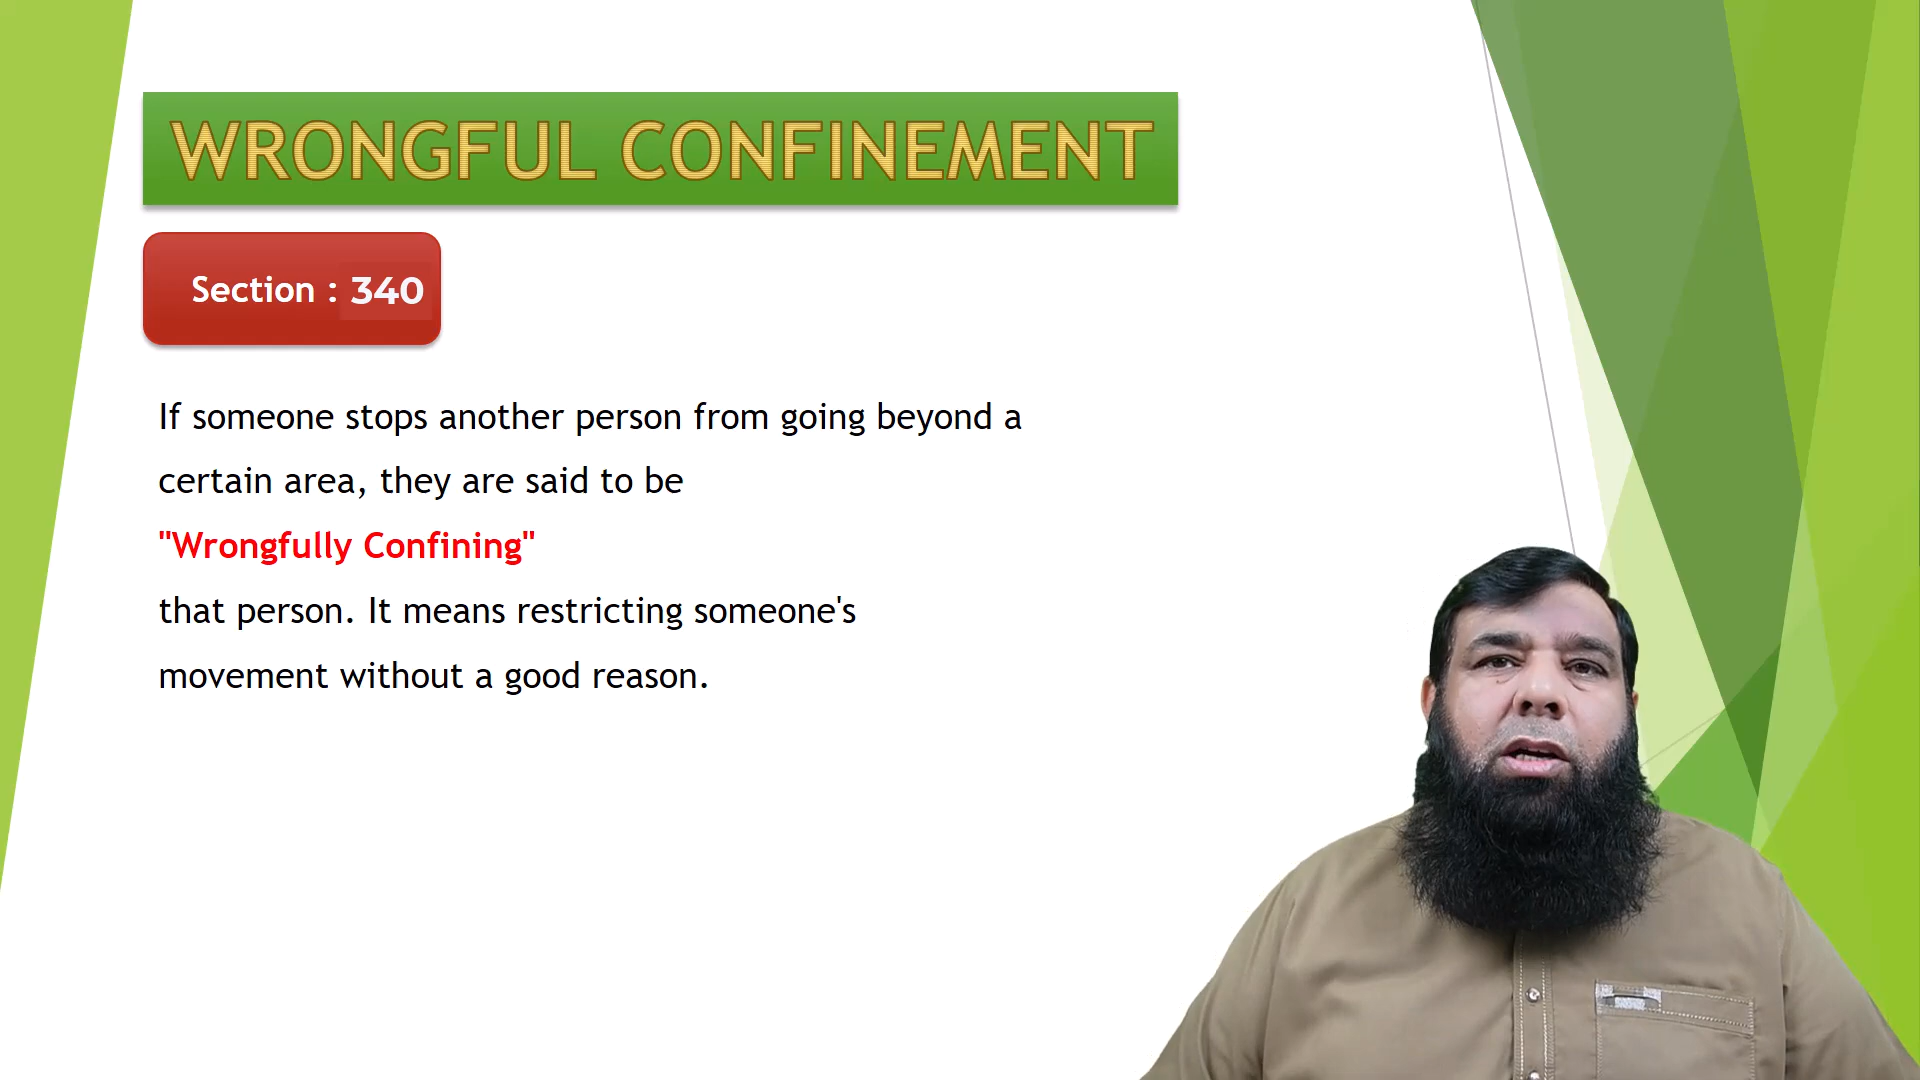 WRONGFUL CONFINEMENT
Section : 340
If someone stops another person from going beyond a
certain area, they are said to be
"Wrongfully Confining"
that person. It means restricting someone's
movement without a good reason.